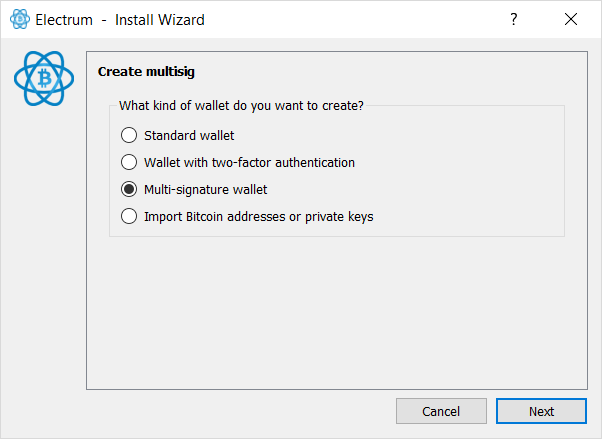 Electrum - Install Wizard
?
Create multisig
What kind of wallet do you want to create?
Standard wallet
Wallet with two-factor authentication
Multi-signature wallet
Import Bitcoin addresses or private keys
Cancel
Next